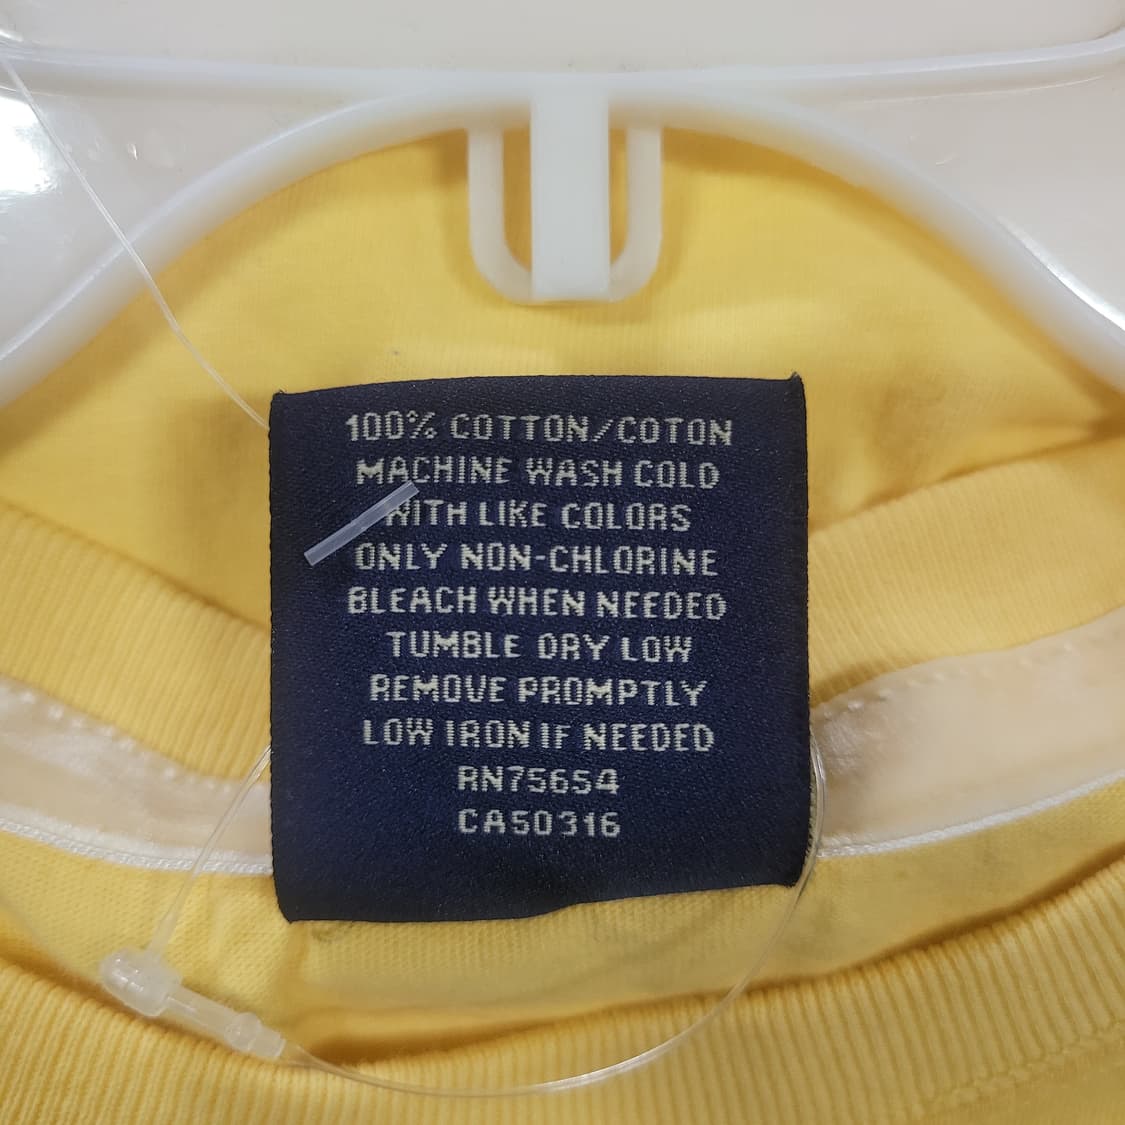 100% COTTON/COTON
MACHINE WASH COLD
WITH LIKE COLORS
ONLY NON-CHLORINE
BLEACH WHEN NEEDED
TUMBLE DRY LOW
REMOVE PROMPTLY
LOW IRON IF NEEDED
RN75654
CA50316